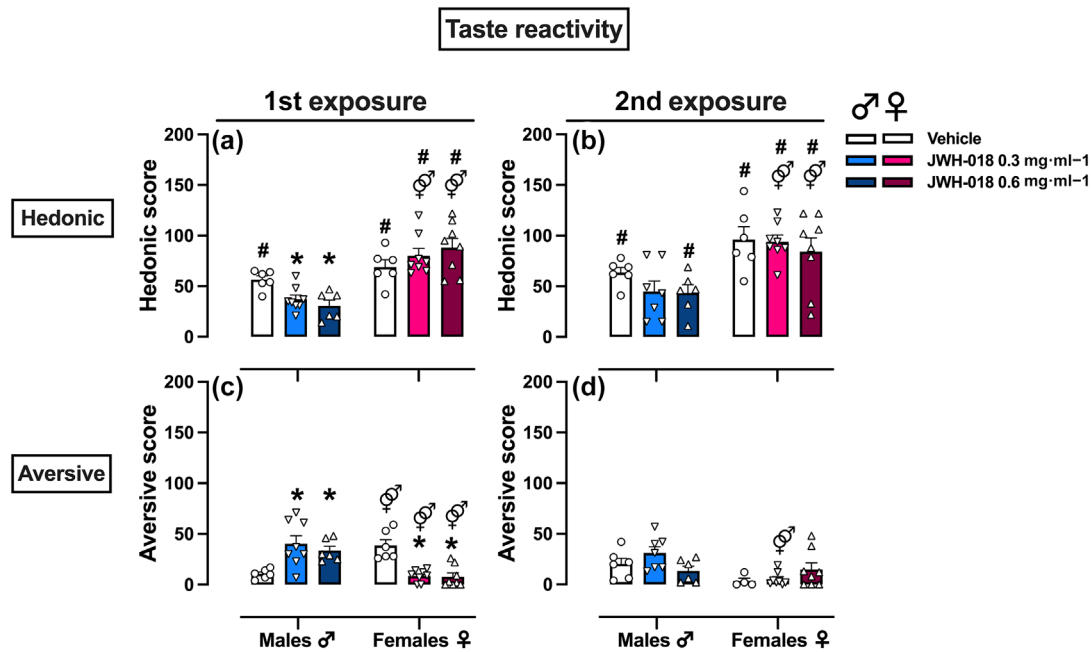 Taste reactivity
1st exposure
2nd exposure
♂♀
Vehicle
JWH-018 0.3 mg·ml−1
JWH-018 0.6 mg·ml−1
Hedonic
(a)
Hedonic score
200
150
100
50
0
# * * # # ⚥ # ⚥
(b)
Hedonic score
200
150
100
50
0
# # # # ⚥ # ⚥
Aversive
(c)
Aversive score
200
150
100
50
0
* * ⚥ ⚥ * ⚥ *
Males ♂ Females ♀
(d)
Aversive score
200
150
100
50
0
⚥
Males ♂ Females ♀